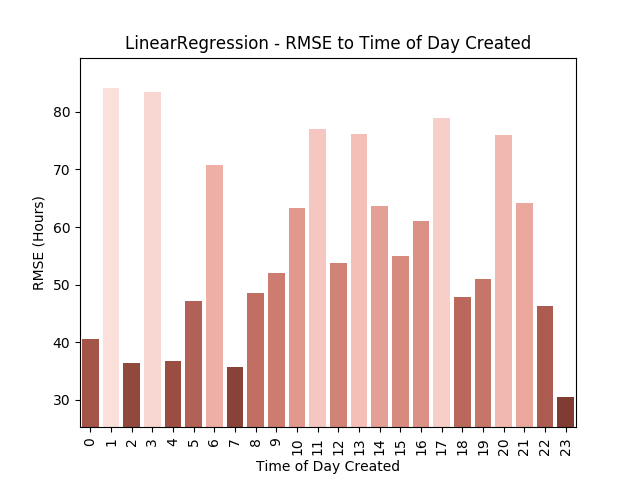 LinearRegression - RMSE to Time of Day Created
RMSE (Hours)
80
70
60
50
40
30
0 1 2 3 4 5 6 7 8 9 10 11 12 13 14 15 16 17 18 19 20 21 22 23
Time of Day Created